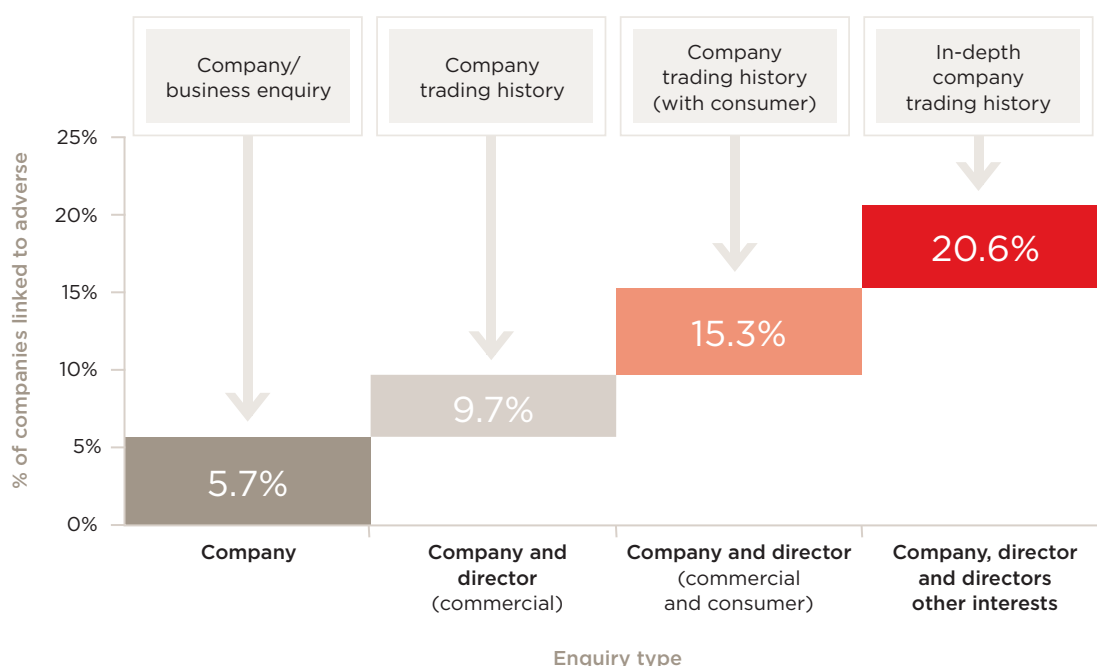 Company/
business enquiry
Company
trading history
Company
trading history
(with consumer)
In-depth
company
trading history
% of companies linked to adverse
25%
20%
15%
10%
5%
0%
5.7%
9.7%
15.3%
20.6%
Company
Company and
director
(commercial)
Company and director
(commercial
and consumer)
Company, director
and directors
other interests
Enquiry type